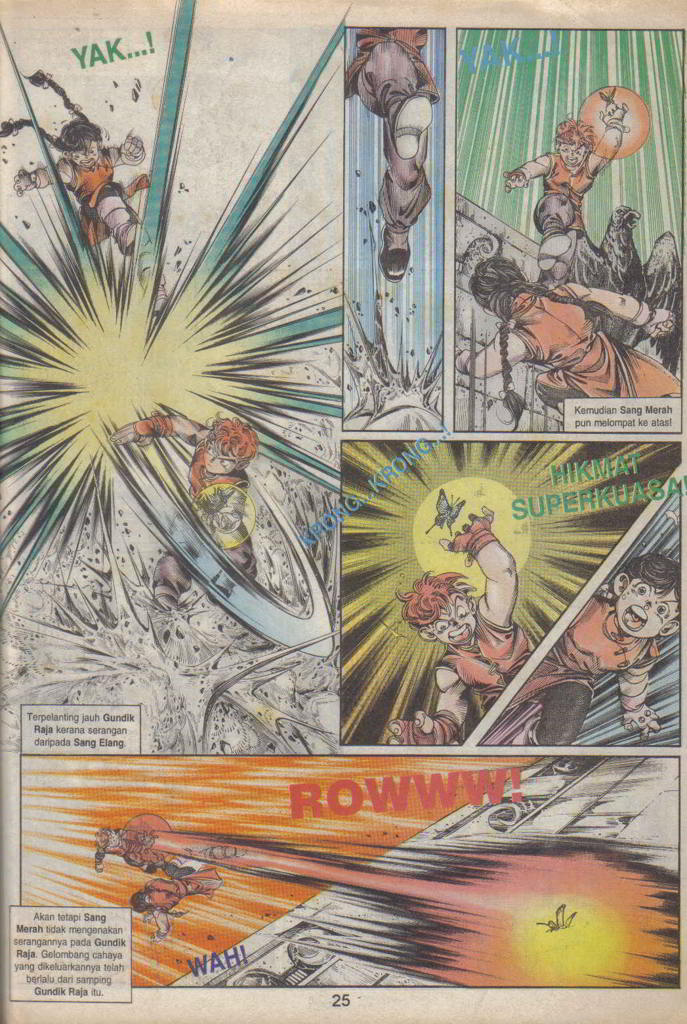 YAK...!
YAK...!
Kemudian Sang Merah
pun melompat ke atas!
Terpelanting jauh Gundik
Raja kerana serangan
daripada Sang Elang.
KRONG!...KRONG!...!
HIKMAT
SUPERKUASA!
ROWWW!
Akan tetapi Sang
Merah tidak mengenakan
serangannya pada Gundik
Raja. Gelombang cahaya
yang dikeluarkannya telah
berlalu dari samping
Gundik Raja itu.
WAH!
25